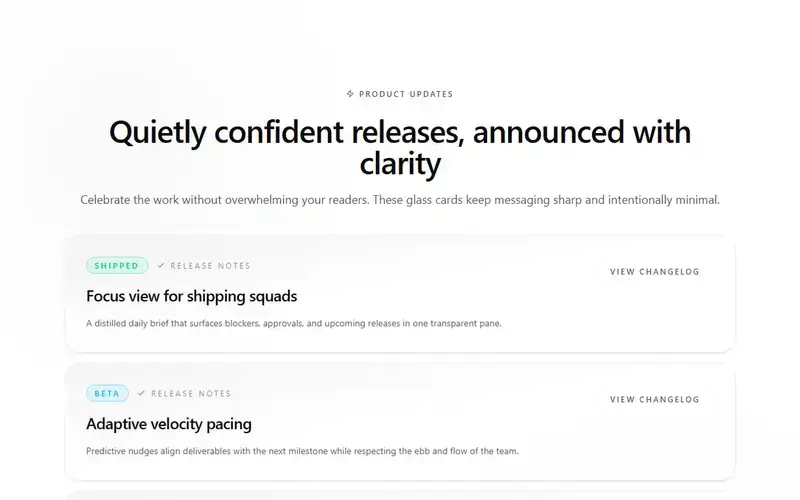 PRODUCT UPDATES
Quietly confident releases, announced with
clarity
Celebrate the work without overwhelming your readers. These glass cards keep messaging sharp and intentionally minimal.
SHIPPED
RELEASE NOTES
VIEW CHANGELOG
Focus view for shipping squads
A distilled daily brief that surfaces blockers, approvals, and upcoming releases in one transparent pane.
BETA
RELEASE NOTES
VIEW CHANGELOG
Adaptive velocity pacing
Predictive nudges align deliverables with the next milestone while respecting the ebb and flow of the team.